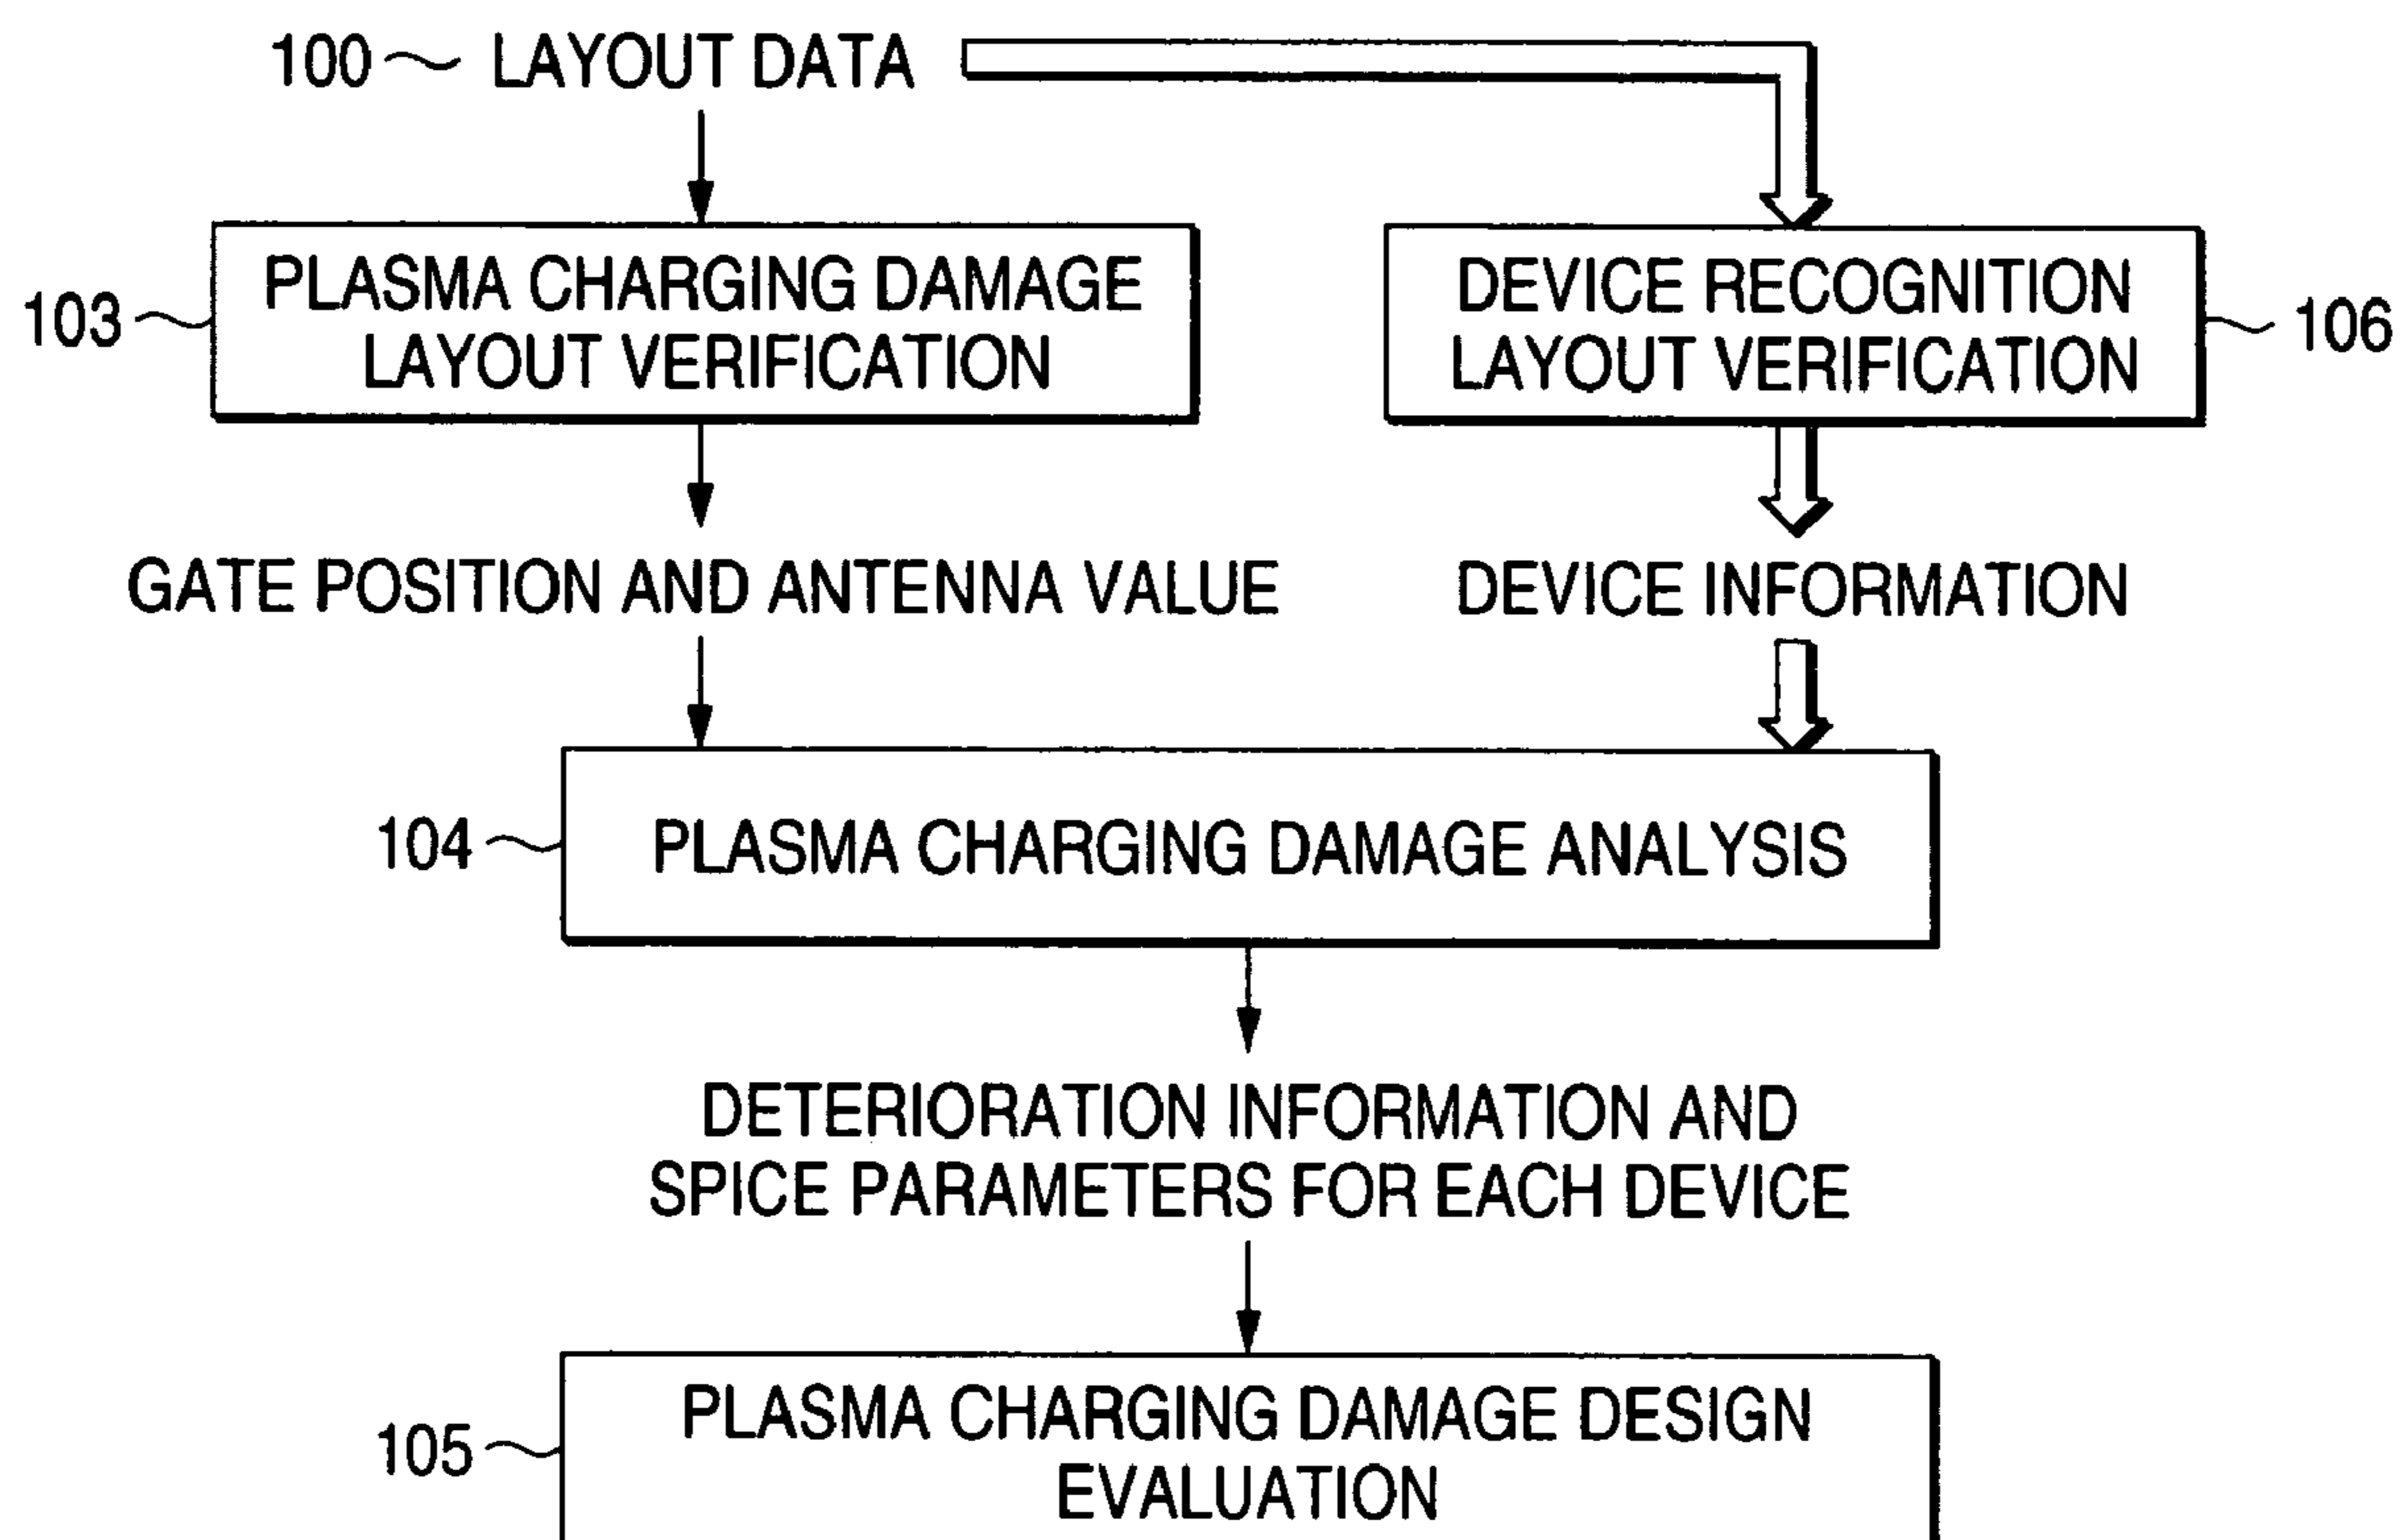 100 LAYOUT DATA
103
PLASMA CHARGING DAMAGE
LAYOUT VERIFICATION
DEVICE RECOGNITION
LAYOUT VERIFICATION
106
GATE POSITION AND ANTENNA VALUE
DEVICE INFORMATION
104
PLASMA CHARGING DAMAGE ANALYSIS
DETERIORATION INFORMATION AND
SPICE PARAMETERS FOR EACH DEVICE
105
PLASMA CHARGING DAMAGE DESIGN
EVALUATION